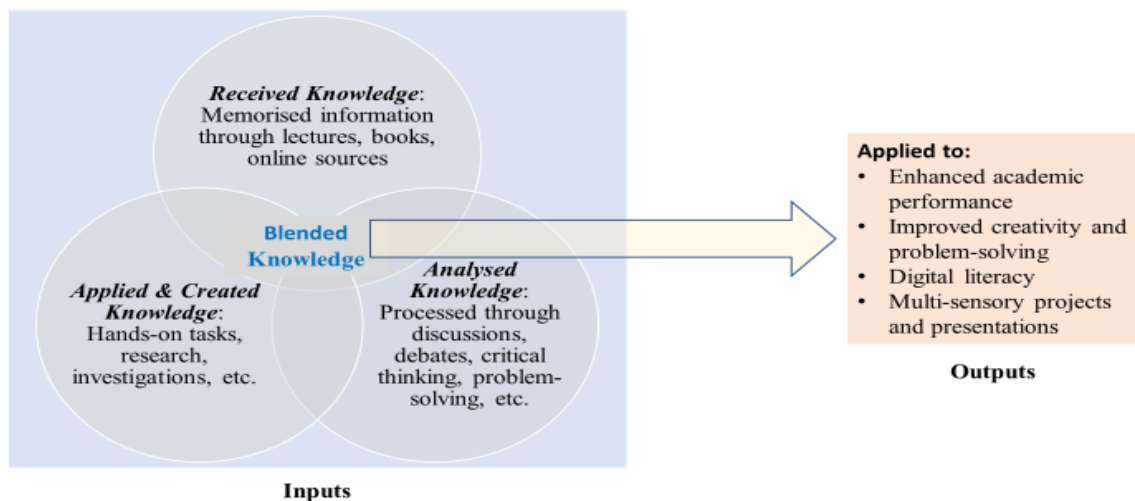 Received Knowledge:
Memorised information
through lectures, books,
online sources
Blended
Knowledge
Applied & Created
Knowledge:
Hands-on tasks,
research,
investigations, etc.
Analysed
Knowledge:
Processed through
discussions,
debates, critical
thinking, problem-
solving, etc.
Inputs
Applied to:
• Enhanced academic
performance
• Improved creativity and
problem-solving
• Digital literacy
• Multi-sensory projects
and presentations
Outputs